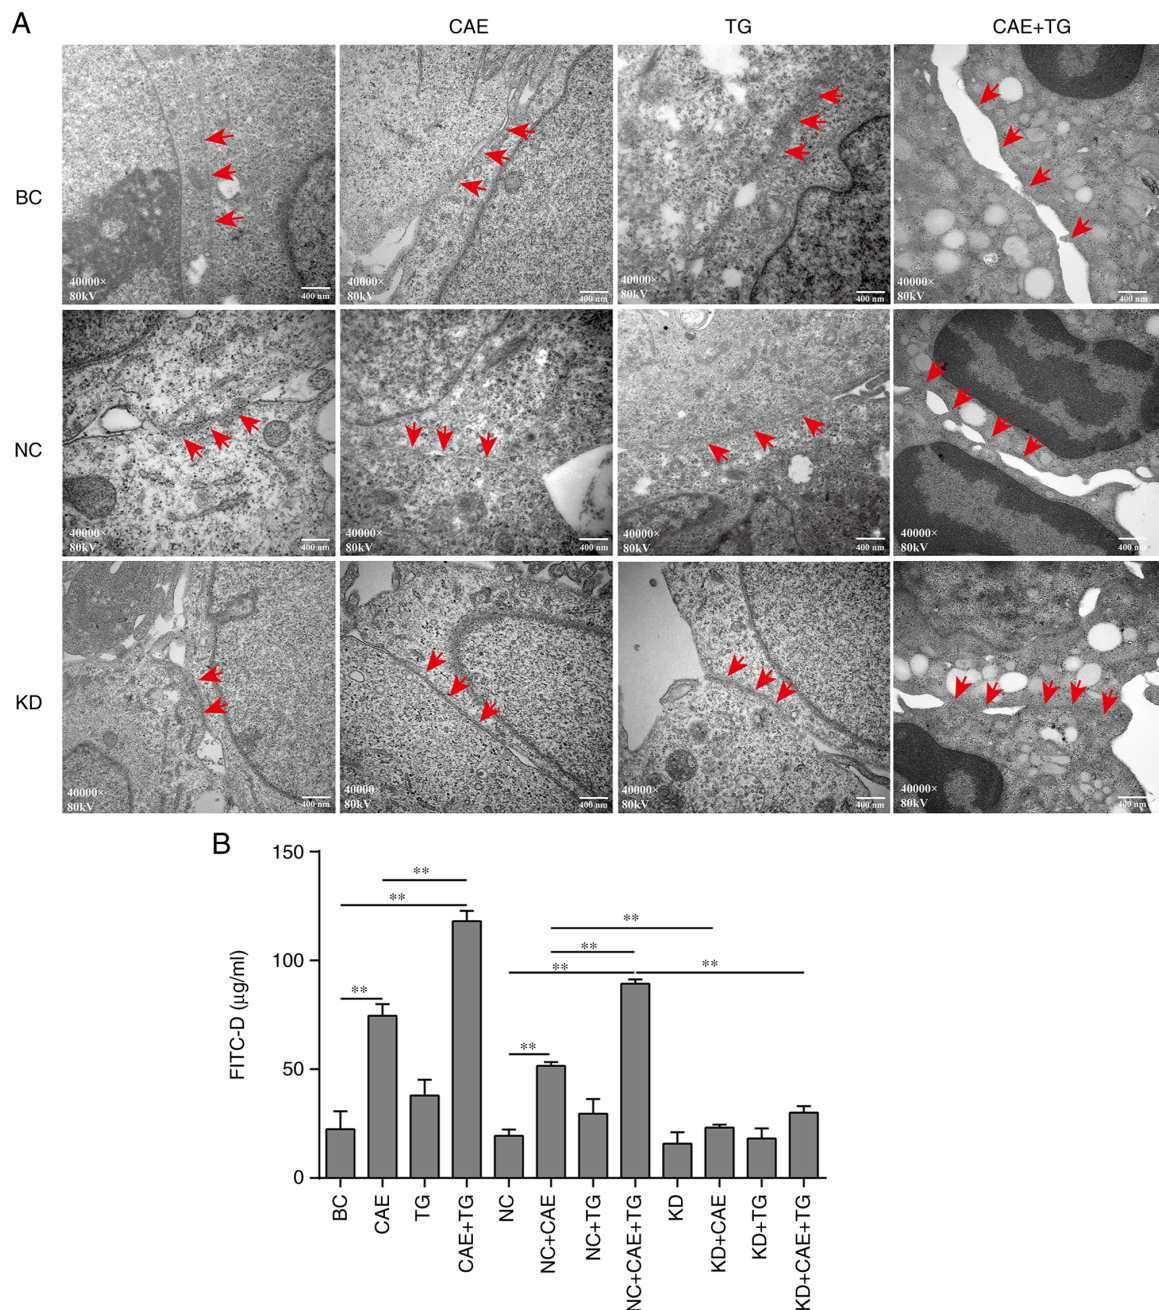 A
CAE
TG
CAE+TG
BC
40000×
80kV
400 nm
40000×
80kV
400 nm
40000×
80kV
400 nm
40000×
80kV
400 nm
NC
40000×
80kV
400 nm
40000×
80kV
400 nm
40000×
80kV
400 nm
40000×
80kV
400 nm
KD
40000×
80kV
400 nm
40000×
80kV
400 nm
40000×
80kV
400 nm
40000×
80kV
400 nm
B
FITC-D (µg/ml)
150
100
50
0
**
**
**
**
**
**
**
**
BC
CAE
TG
CAE+TG
NC
NC+CAE
NC+TG
NC+CAE+TG
KD
KD+CAE
KD+TG
KD+CAE+TG